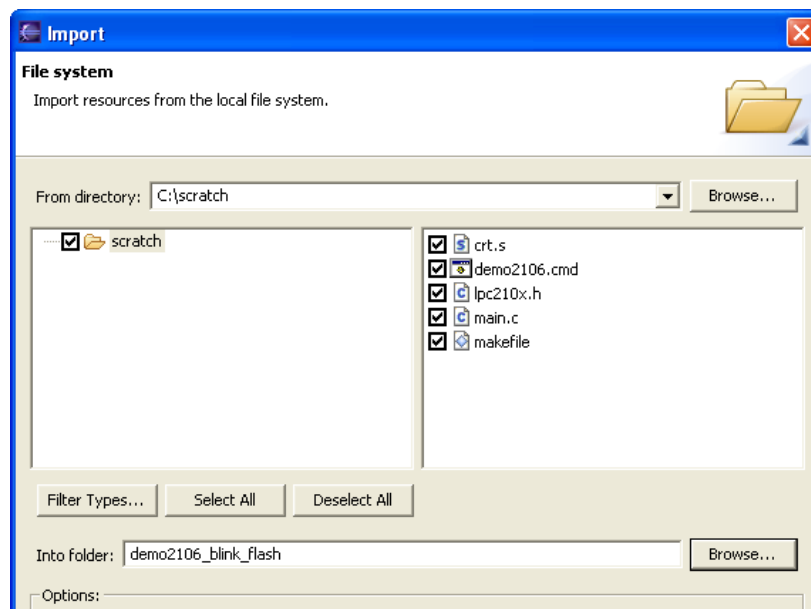 Import
File system
Import resources from the local file system.
From directory: C:\scratch Browse...
scratch
crt.s
demo2106.cmd
lpc210x.h
main.c
makefile
Filter Types... Select All Deselect All
Into folder: demo2106_blink_flash Browse...
Options: